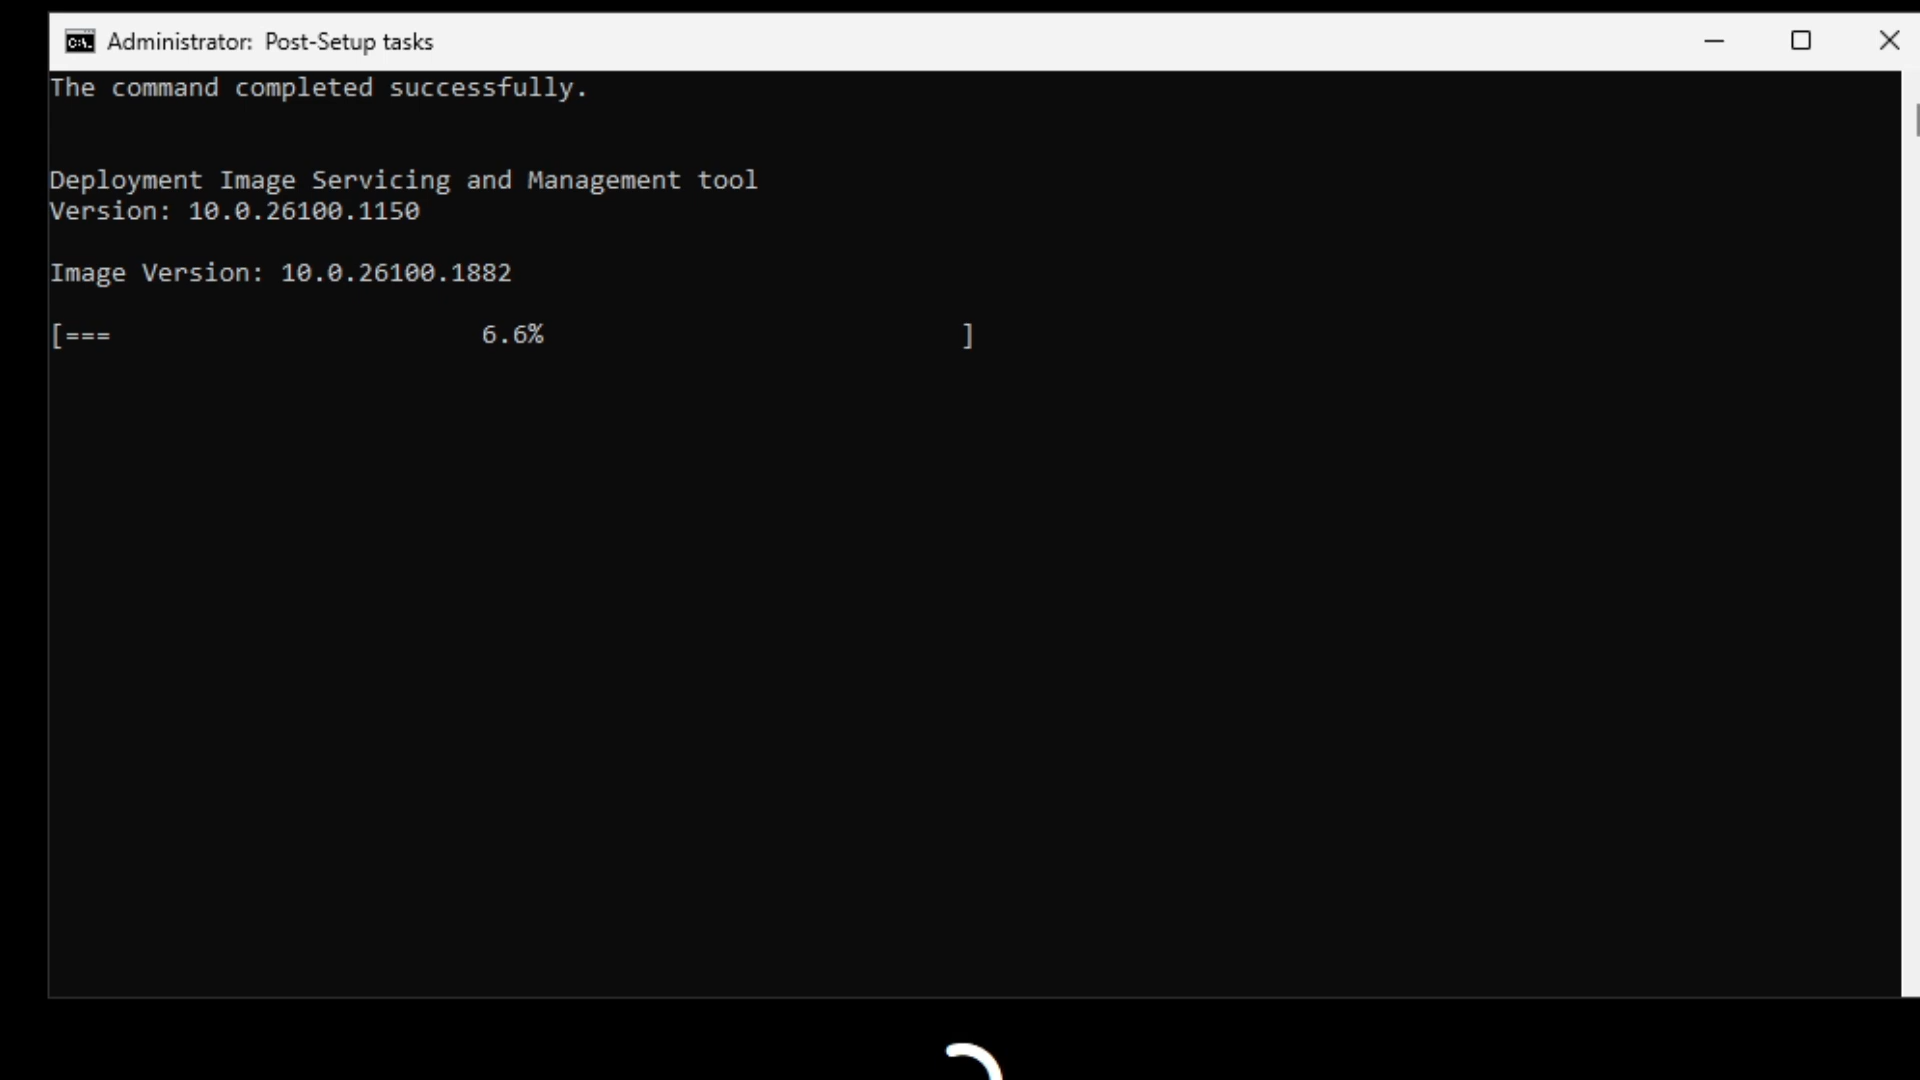 Administrator: Post-Setup tasks
The command completed successfully.
Deployment Image Servicing and Management tool
Version: 10.0.26100.1150
Image Version: 10.0.26100.1882
[=== 6.6% ]